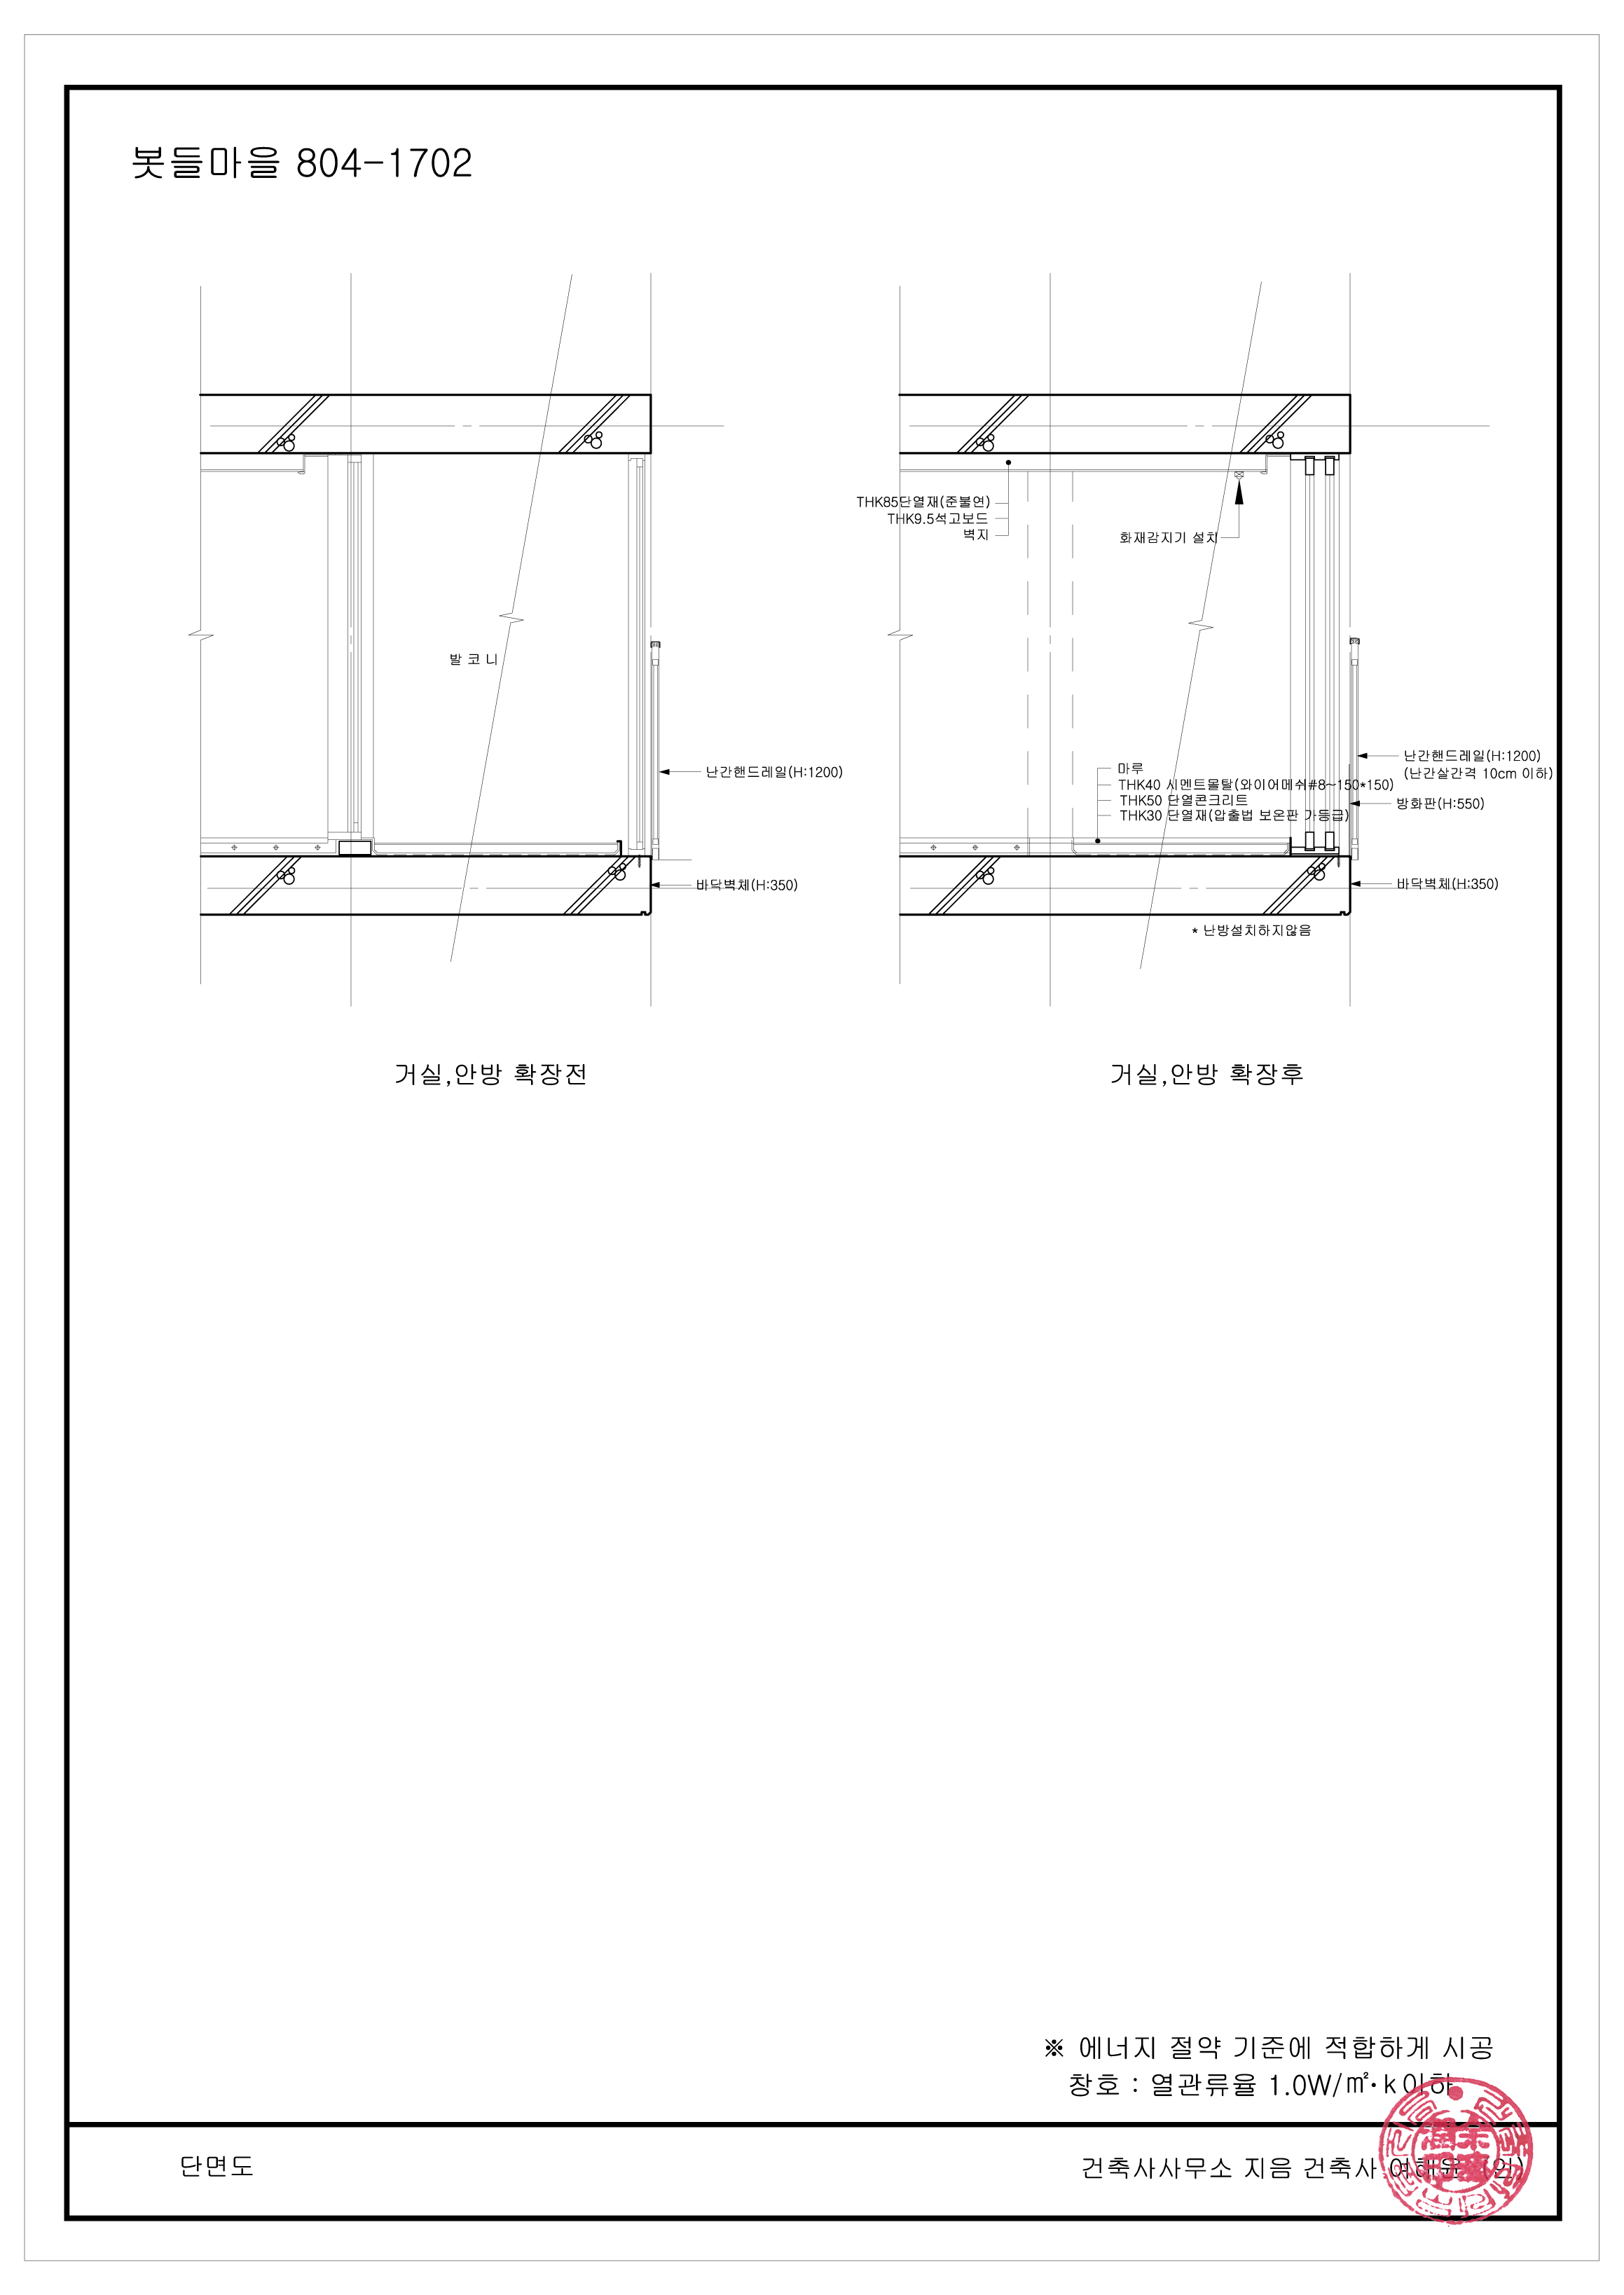 봇들마을 804-1702
발 코 니
난간핸드레일(H:1200)
바닥벽체(H:350)
거실,안방 확장전
THK85단열재(준불연)
THK9.5석고보드
벽지
화재감지기 설치
마루
THK40 시멘트몰탈(와이어메쉬#8~150*150)
THK50 단열콘크리트
THK30 단열재(압출법 보온판 가등급)
난간핸드레일(H:1200)
(난간살간격 10cm 이하)
방화판(H:550)
바닥벽체(H:350)
* 난방설치하지않음
거실,안방 확장후
※ 에너지 절약 기준에 적합하게 시공
창호 : 열관류율 1.0W/㎡·k이하
단면도
건축사사무소 지음 건축사 (인)